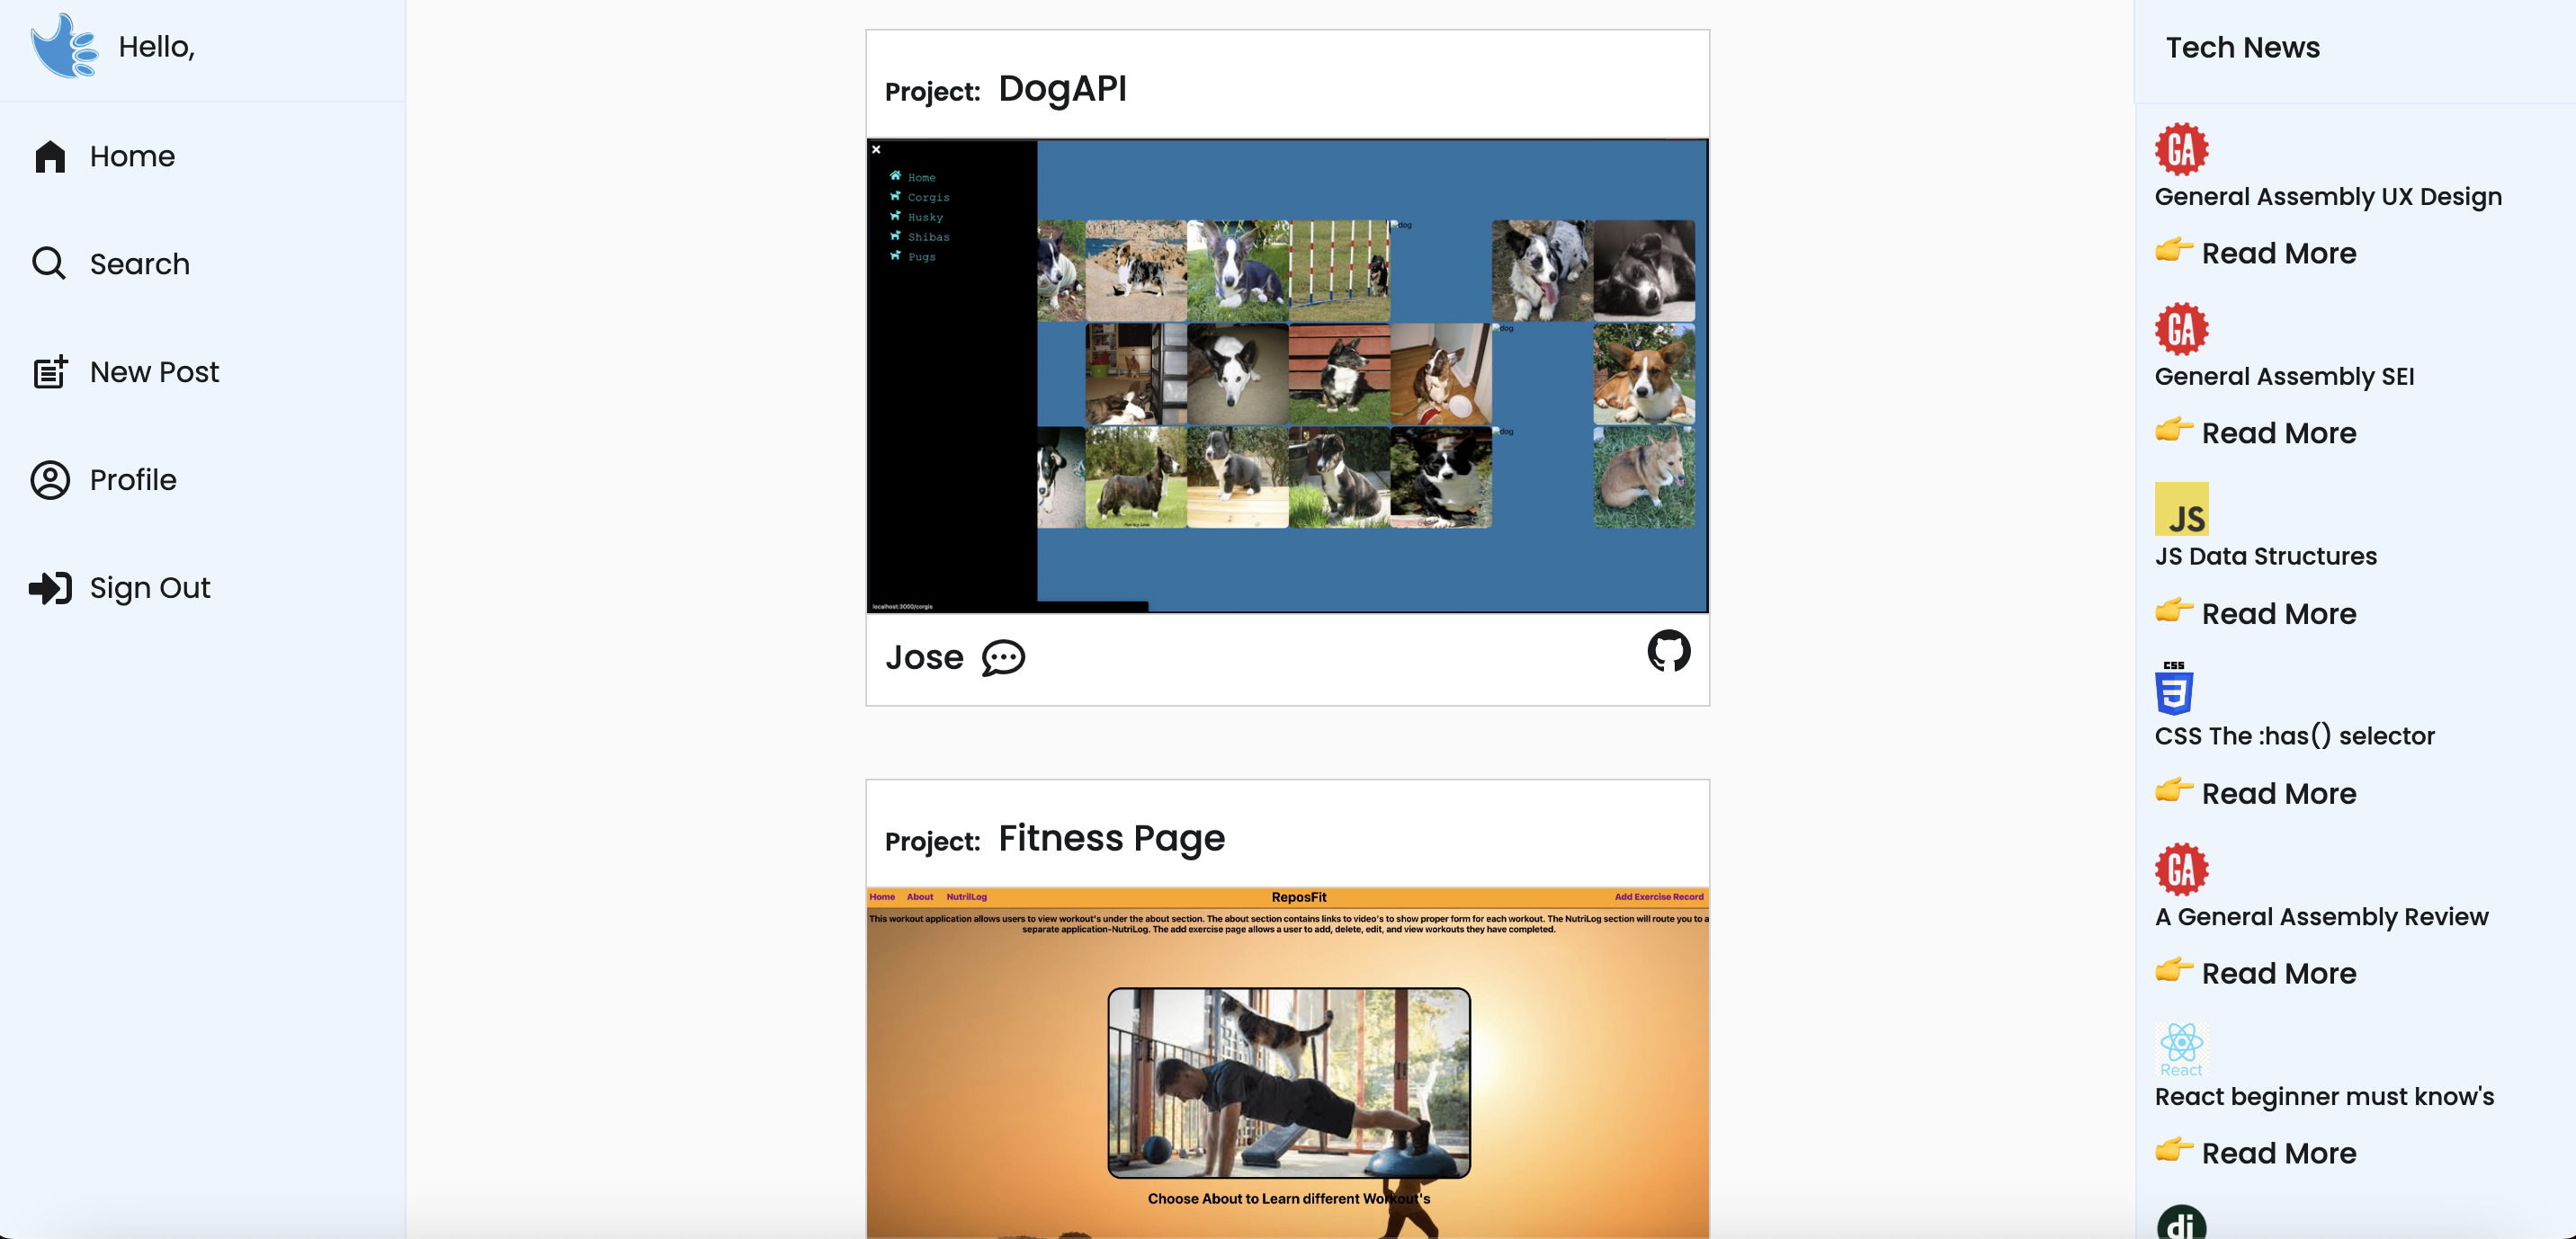 Hello,
Home
Search
New Post
Profile
Sign Out
Project: DogAPI
Home
Corgis
Husky
Shibas
Pugs
dog
dog
dog
localhost:3000/corgis
Jose
Project: Fitness Page
Home About NutriLog ReposFit Add Exercise Record
This workout application allows users to view workout's under the about section. The about section contains links to video's to show proper form for each workout. The NutriLog section will route you to a
separate application-NutriLog. The add exercise page allows a user to add, delete, edit, and view workouts they have completed.
Choose About to Learn different Workout's
Tech News
GA
General Assembly UX Design
👉 Read More
GA
General Assembly SEI
👉 Read More
JS
JS Data Structures
👉 Read More
CSS
3
CSS The :has() selector
👉 Read More
GA
A General Assembly Review
👉 Read More
React
React beginner must know's
👉 Read More
dj